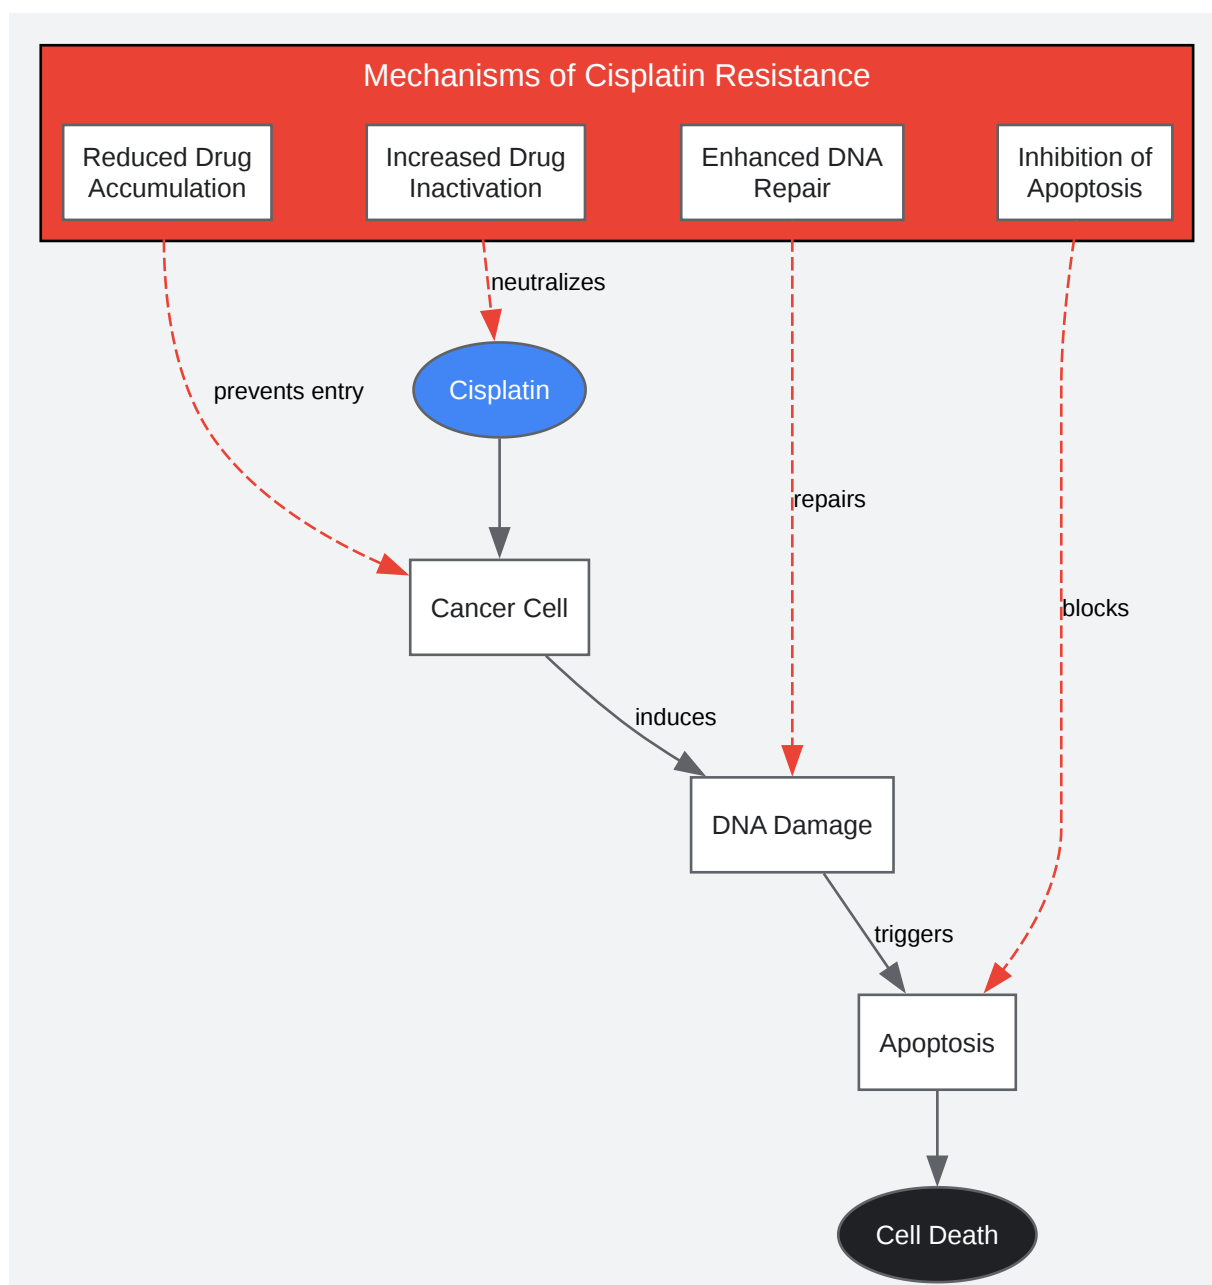 Mechanisms of Cisplatin Resistance
Reduced Drug
Accumulation
Increased Drug
Inactivation
Enhanced DNA
Repair
Inhibition of
Apoptosis
neutralizes
prevents entry
Cisplatin
repairs
Cancer Cell
blocks
induces
DNA Damage
triggers
Apoptosis
Cell Death